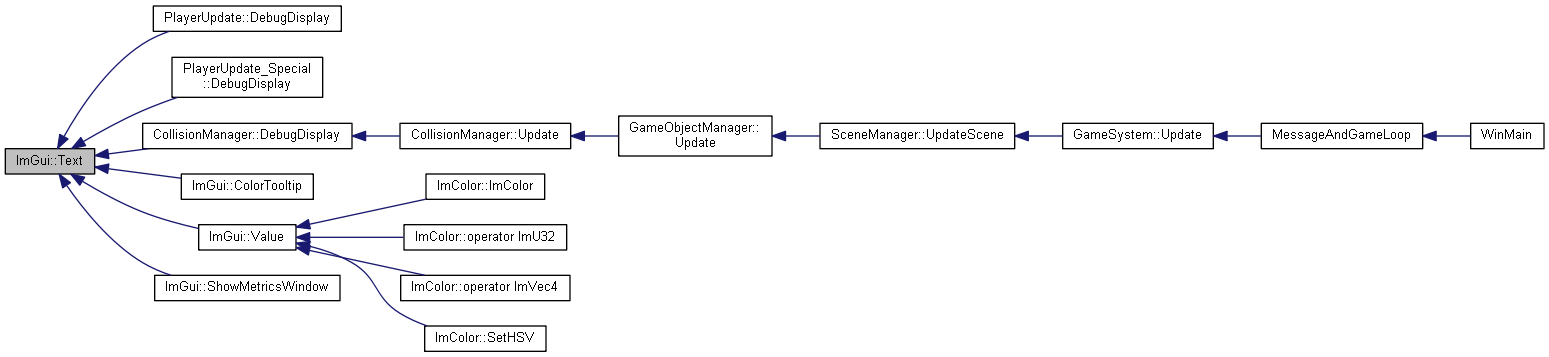 PlayerUpdate::DebugDisplay
PlayerUpdate_Special
::DebugDisplay
CollisionManager::DebugDisplay
CollisionManager::Update
GameObjectManager::
Update
SceneManager::UpdateScene
GameSystem::Update
MessageAndGameLoop
WinMain
ImGui::Text
ImGui::ColorTooltip
ImColor::ImColor
ImGui::Value
ImColor::operator ImU32
ImGui::ShowMetricsWindow
ImColor::operator ImVec4
ImColor::SetHSV